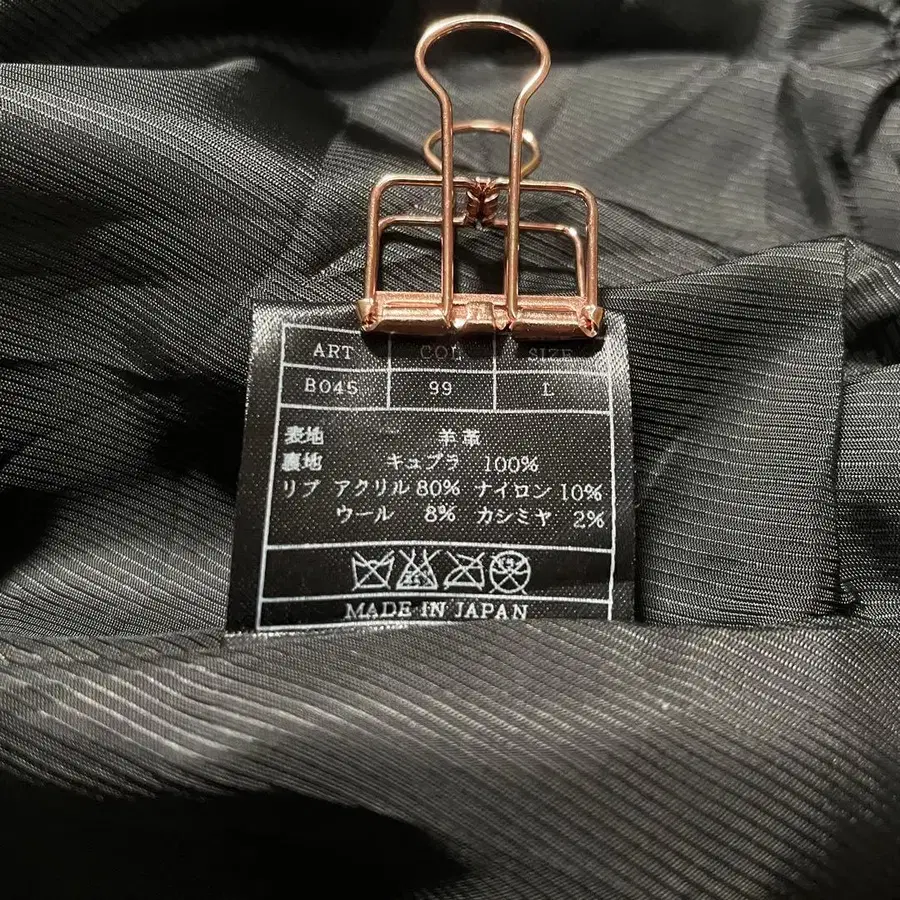 ART COL SIZE
B045 99 L
表地 羊革
裏地 キュプラ 100%
リブ アクリル 80% ナイロン 10%
ウール 8% カシミヤ 2%
MADE IN JAPAN